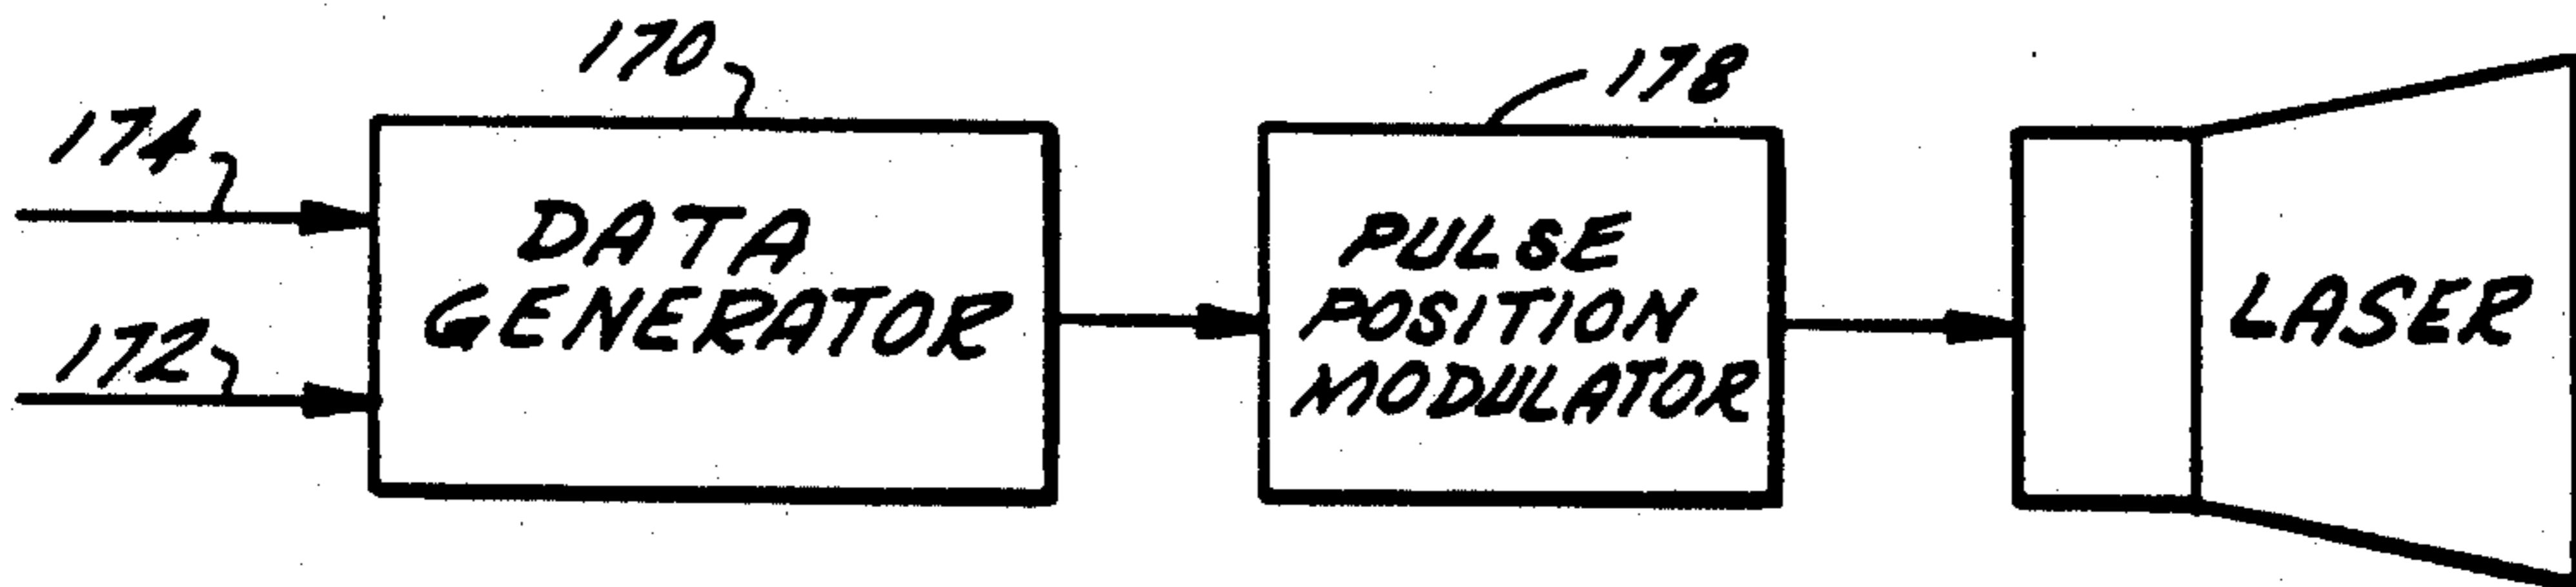 170
178
174
172
DATA
GENERATOR
PULSE
POSITION
MODULATOR
LASER